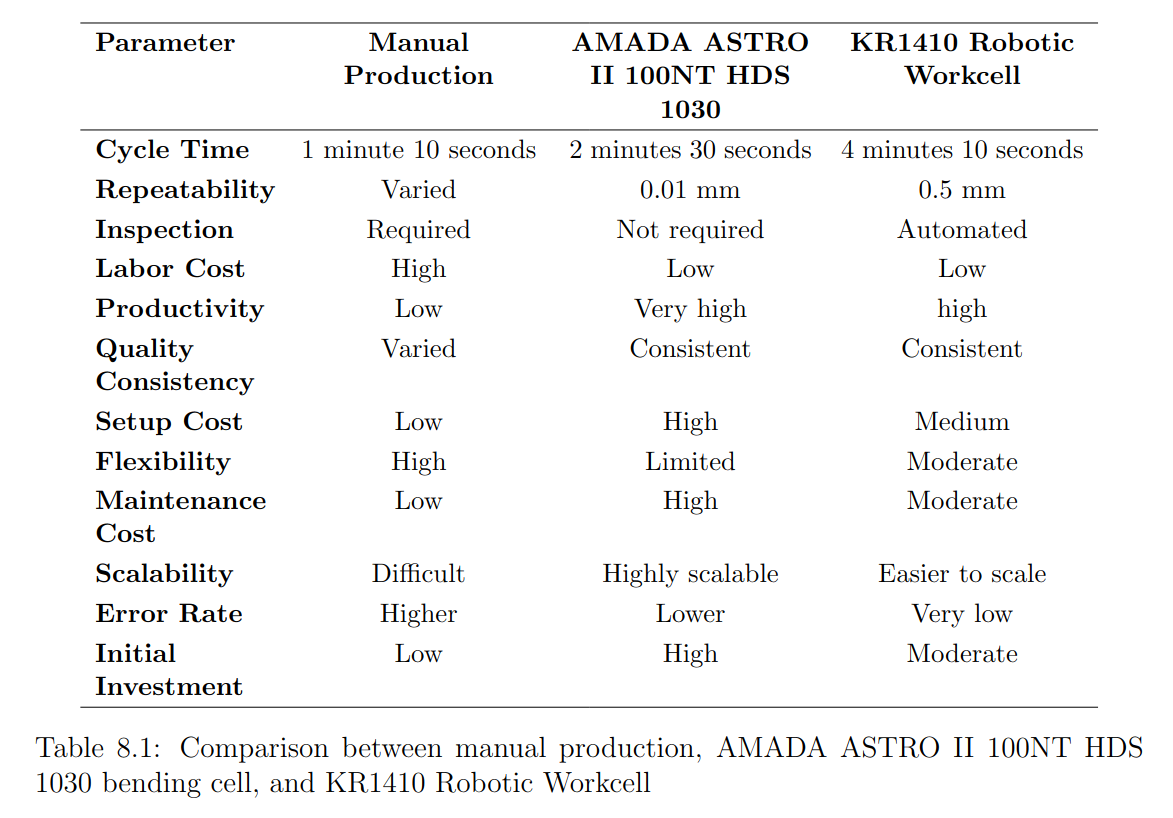 Parameter Manual Production AMADA ASTRO II 100NT HDS 1030 KR1410 Robotic Workcell
Cycle Time 1 minute 10 seconds 2 minutes 30 seconds 4 minutes 10 seconds
Repeatability Varied 0.01 mm 0.5 mm
Inspection Required Not required Automated
Labor Cost High Low Low
Productivity Low Very high high
Quality Consistency Varied Consistent Consistent
Setup Cost Low High Medium
Flexibility High Limited Moderate
Maintenance Cost Low High Moderate
Scalability Difficult Highly scalable Easier to scale
Error Rate Higher Lower Very low
Initial Investment Low High Moderate
Table 8.1: Comparison between manual production, AMADA ASTRO II 100NT HDS
1030 bending cell, and KR1410 Robotic Workcell